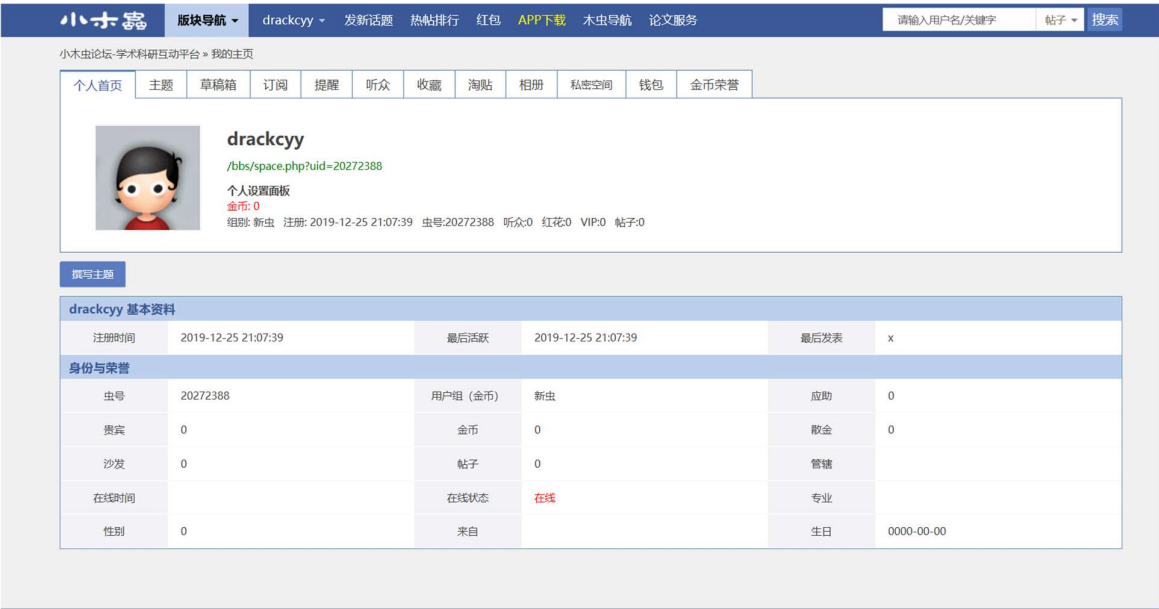 小木虫 版块导航 drackcyy 发新话题 热帖排行 红包 APP下载 木虫导航 论文服务 请输入用户名/关键字 帖子 搜索
小木虫论坛-学术科研互动平台 » 我的主页
个人首页 主题 草稿箱 订阅 提醒 听众 收藏 淘贴 相册 私密空间 钱包 金币荣誉
drackcyy
/bbs/space.php?uid=20272388
个人设置面板
金币: 0
组别: 新虫 注册: 2019-12-25 21:07:39 虫号:20272388 听众:0 红花:0 VIP:0 帖子:0
撰写主题
drackcyy 基本资料
注册时间 2019-12-25 21:07:39 最后活跃 2019-12-25 21:07:39 最后发表 x
身份与荣誉
虫号 20272388 用户组（金币） 新虫 应助 0
贵宾 0 金币 0 散金 0
沙发 0 帖子 0 管辖
在线时间 在线状态 在线 专业
性别 0 来自 生日 0000-00-00